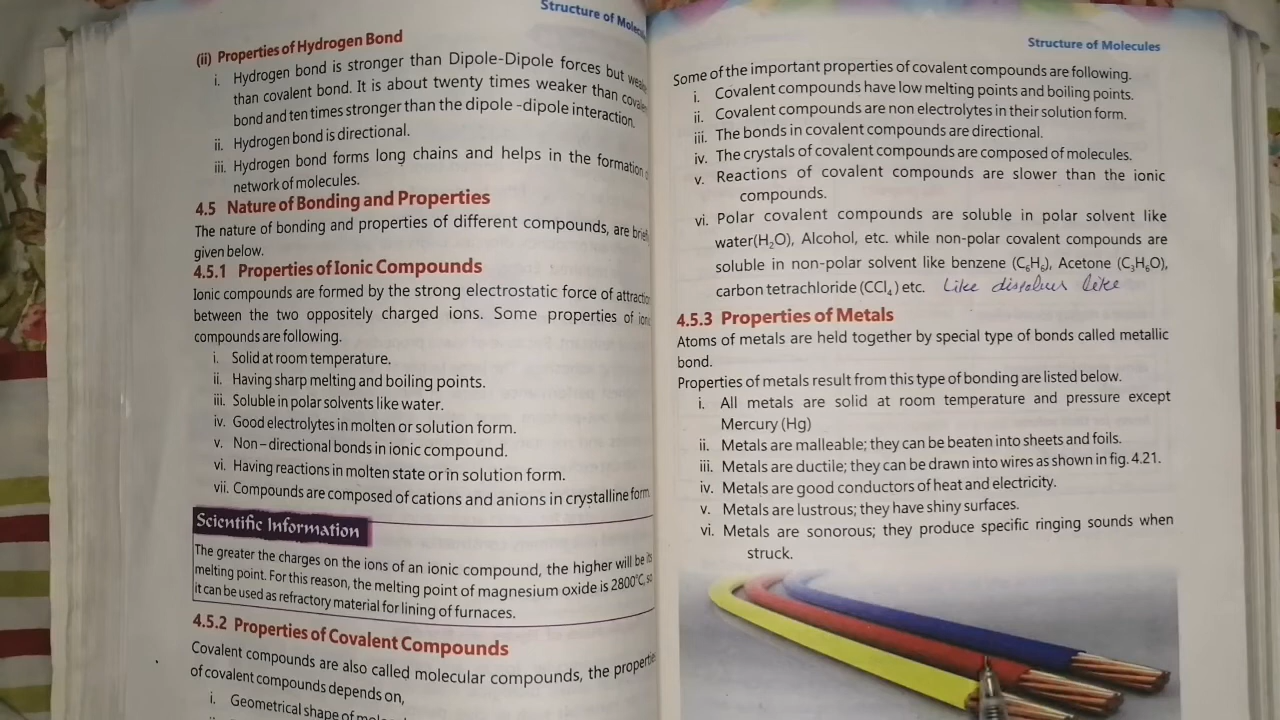 Structure of
(ii) Properties of Hydrogen Bond
i. Hydrogen bond is stronger than Dipole-Dipole forces but
than covalent bond. It is about twenty times weaker than
bond and ten times stronger than the dipole-dipole interaction.
ii. Hydrogen bond is directional.
iii. Hydrogen bond forms long chains and helps in the formation
network of molecules.
4.5 Nature of Bonding and Properties
The nature of bonding and properties of different compounds, are
given below.
4.5.1 Properties of Ionic Compounds
Ionic compounds are formed by the strong electrostatic force of
between the two oppositely charged ions. Some properties of
compounds are following.
i. Solid at room temperature.
ii. Having sharp melting and boiling points.
iii. Soluble in polar solvents like water.
iv. Good electrolytes in molten or solution form.
v. Non-directional bonds in ionic compound.
vi. Having reactions in molten state or in solution form.
vii. Compounds are composed of cations and anions in crystalline form
Scientific Information
The greater the charges on the ions of an ionic compound, the higher will be its
melting point. For this reason, the melting point of magnesium oxide is 2800°C, so
it can be used as refractory material for lining of furnaces.
4.5.2 Properties of Covalent Compounds
Covalent compounds are also called molecular compounds, the
of covalent compounds depends on,
i. Geometrical shape of
Structure of Molecules
Some of the important properties of covalent compounds are following.
i. Covalent compounds have low melting points and boiling points.
ii. Covalent compounds are non electrolytes in their solution form.
iii. The bonds in covalent compounds are directional.
iv. The crystals of covalent compounds are composed of molecules.
v. Reactions of covalent compounds are slower than the ionic
compounds.
vi. Polar covalent compounds are soluble in polar solvent like
water(H₂O), Alcohol, etc. while non-polar covalent compounds are
soluble in non-polar solvent like benzene (C₆H₆), Acetone (C₃H₆O),
carbon tetrachloride (CCl₄) etc. Like like
4.5.3 Properties of Metals
Atoms of metals are held together by special type of bonds called metallic
bond.
Properties of metals result from this type of bonding are listed below.
i. All metals are solid at room temperature and pressure except
Mercury (Hg)
ii. Metals are malleable; they can be beaten into sheets and foils.
iii. Metals are ductile; they can be drawn into wires as shown in fig. 4.21.
iv. Metals are good conductors of heat and electricity.
v. Metals are lustrous; they have shiny surfaces.
vi. Metals are sonorous; they produce specific ringing sounds when
struck.